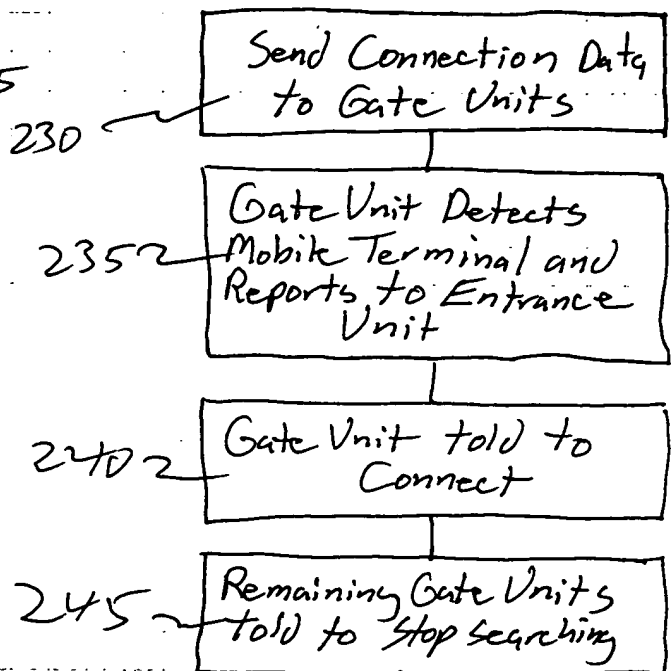 Send Connection Data
to Gate Units
230
Gate Unit Detects
Mobile Terminal and
Reports to Entrance
Unit
235
Gate Unit told to
Connect
240
Remaining Gate Units
told to stop searching
245